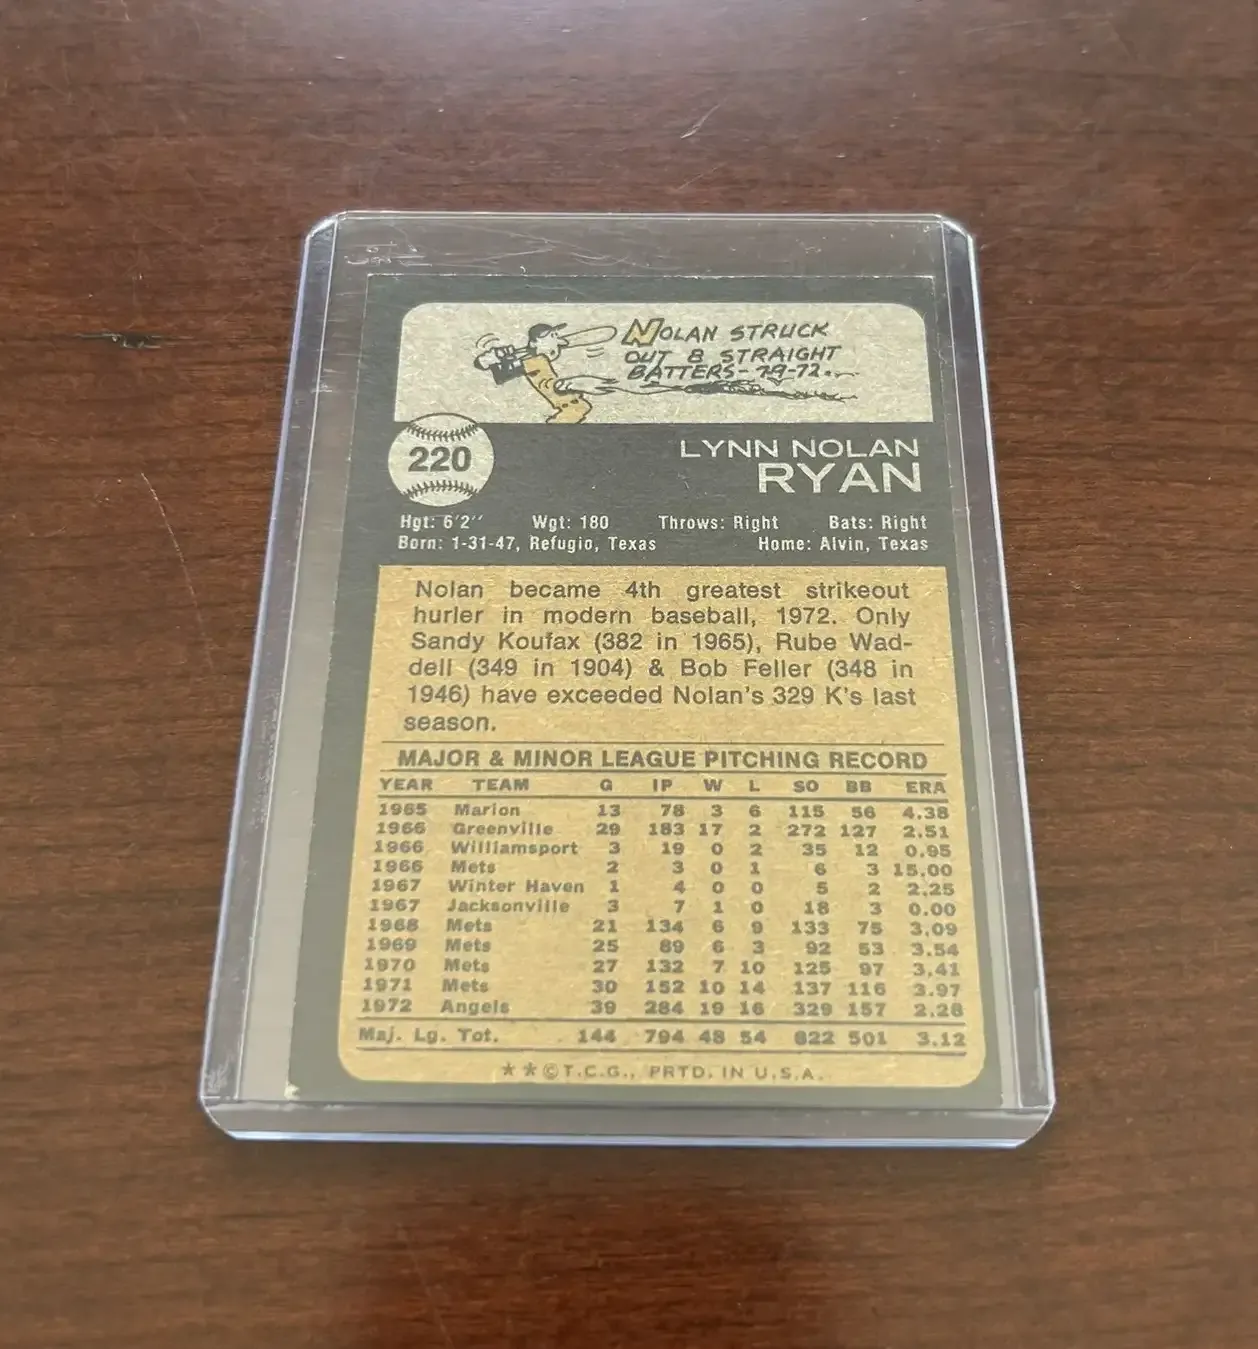 NOLAN STRUCK
OUT 8 STRAIGHT
BATTERS- 7-9-72...
220
LYNN NOLAN
RYAN
Hgt: 6'2" Wgt: 180 Throws: Right Bats: Right
Born: 1-31-47, Refugio, Texas Home: Alvin, Texas
Nolan became 4th greatest strikeout
hurler in modern baseball, 1972. Only
Sandy Koufax (382 in 1965), Rube Wad-
dell (349 in 1904) & Bob Feller (348 in
1946) have exceeded Nolan's 329 K's last
season.
MAJOR & MINOR LEAGUE PITCHING RECORD
YEAR TEAM G IP W L SO BB ERA
1965 Marion 13 78 3 6 115 56 4.38
1966 Greenville 29 183 17 2 272 127 2.51
1966 Williamsport 3 19 0 2 35 12 0.95
1966 Mets 2 3 0 1 6 3 15.00
1967 Winter Haven 1 4 0 0 5 2 2.25
1967 Jacksonville 3 7 1 0 18 3 0.00
1968 Mets 21 134 6 9 133 75 3.09
1969 Mets 25 89 6 3 92 53 3.54
1970 Mets 27 132 7 10 125 97 3.41
1971 Mets 30 152 10 14 137 116 3.97
1972 Angels 39 284 19 16 329 157 2.28
Maj. Lg. Tot. 144 794 48 54 822 501 3.12
**©T.C.G., PRTD. IN U.S.A.